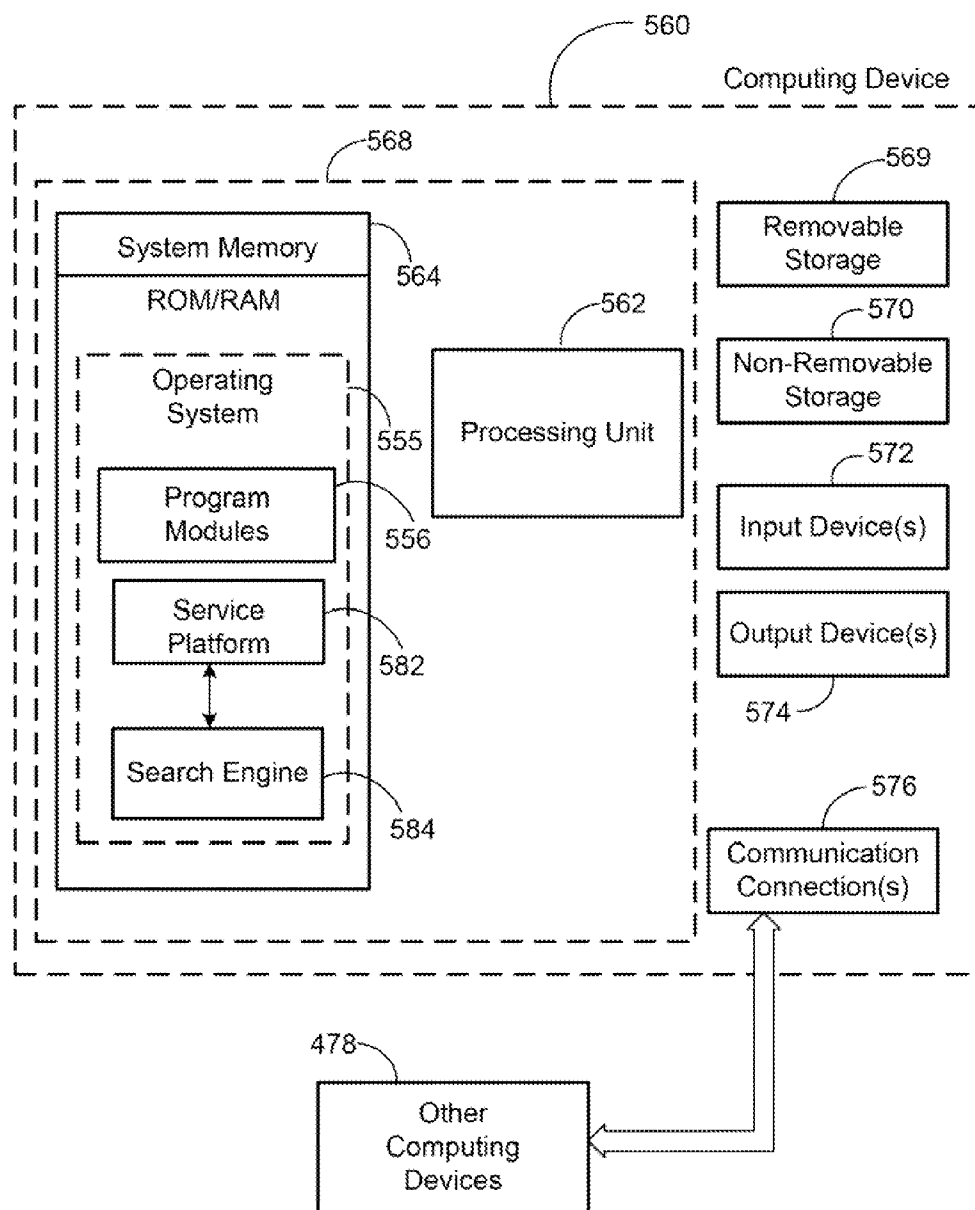 560
Computing Device
568
569
System Memory
564
Removable
Storage
ROM/RAM
562
570
Operating
System
555
Processing Unit
Non-Removable
Storage
572
Program
Modules
556
Input Device(s)
Service
Platform
582
Output Device(s)
574
Search Engine
584
576
Communication
Connection(s)
478
Other
Computing
Devices